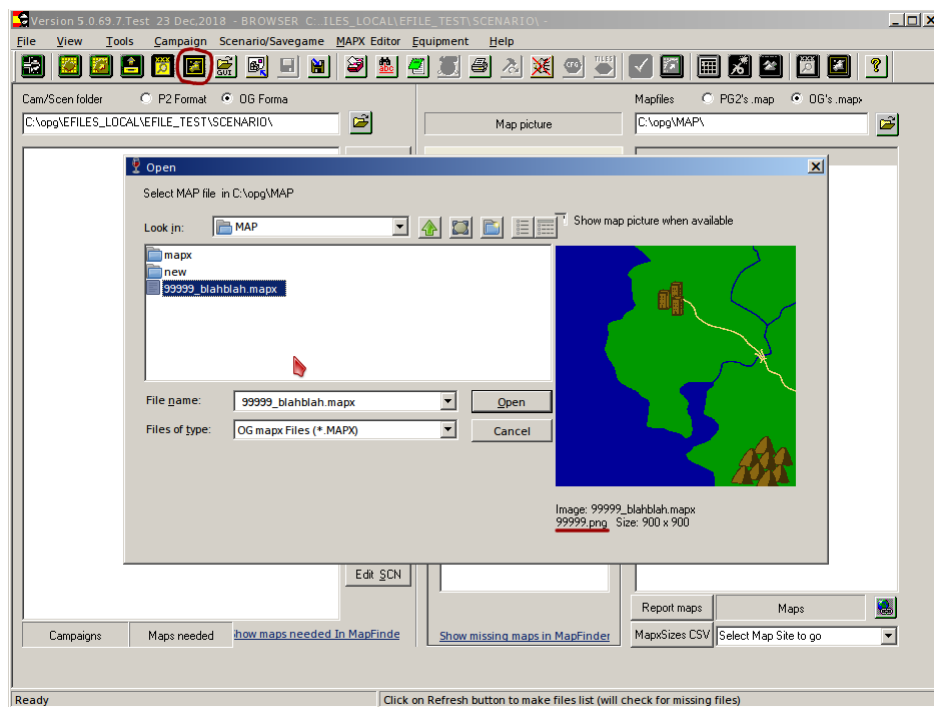 Version 5.0.69.7.Test 23 Dec,2018 - BROWSER C:..ILES_LOCAL\EFILE_TEST\SCENARIO\ -
File View Tools Campaign Scenario/Savegame MAPX Editor Equipment Help
GUI abc CFG TILES ?
Cam/Scen folder P2 Format OG Forma Mapfiles PG2's .map OG's .map
C:\opg\EFILES_LOCAL\EFILE_TEST\SCENARIO\ Map picture C:\opg\MAP\
Open
Select MAP file in C:\opg\MAP
Look in: MAP Show map picture when available
mapx
new
99999_blahblah.mapx
File name: 99999_blahblah.mapx Open
Files of type: OG mapx Files (*.MAPX) Cancel
Image: 99999_blahblah.mapx
99999.png Size: 900 x 900
Edit SCN
Report maps Maps
Campaigns Maps needed how maps needed In MapFinde Show missing maps in MapFinder MapxSizes CSV Select Map Site to go
Ready Click on Refresh button to make files list (will check for missing files)